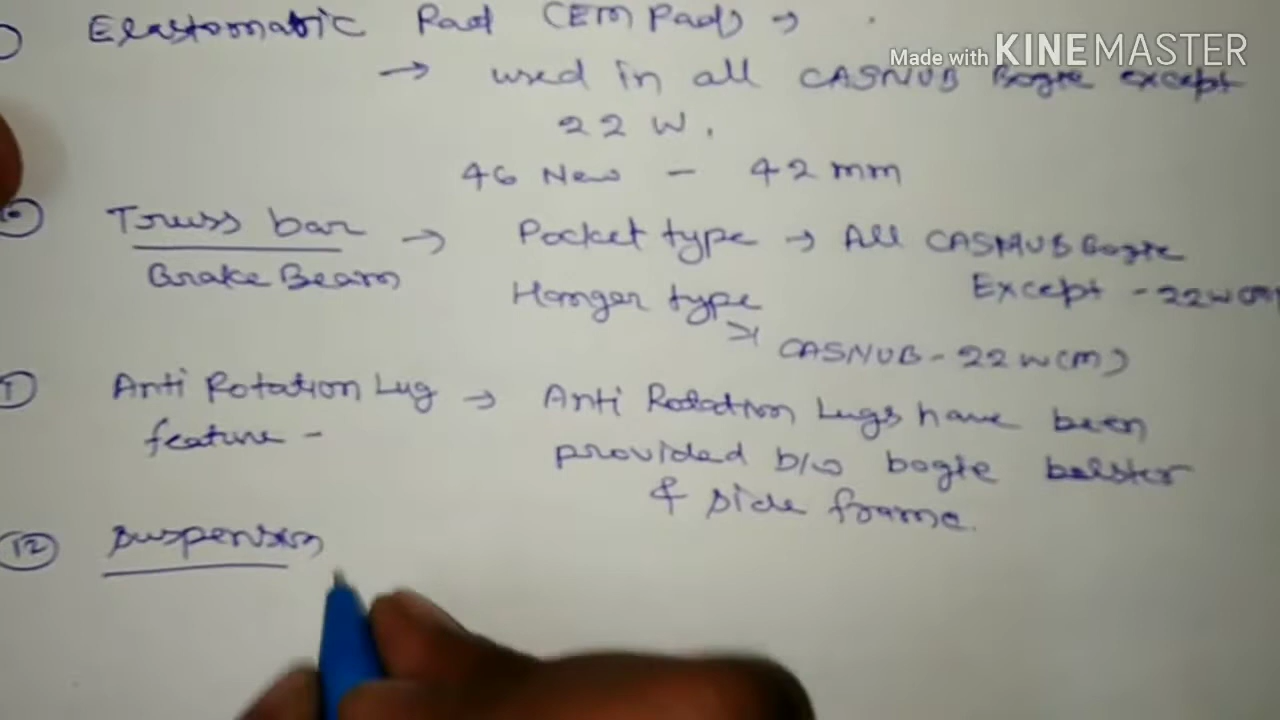 Elastomatic Pad (EM Pad) →
Made with KINEMASTER
→ used in all CASNUB Bogie except
22 W.
46 New - 42 mm
Truss bar → Pocket type → All CASNUB Bogie
Brake Beam Except - 22 W
Hanger type
→ CASNUB - 22 W(M)
Anti Rotation Lug → Anti Rotation Lugs have been
feature - provided b/w bogie bolster
& side frame.
12 Suspension